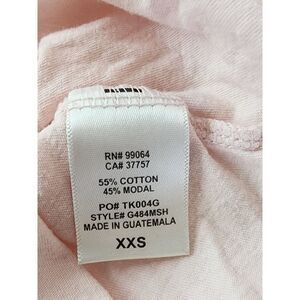 RN# 99064
CA# 37757
55% COTTON
45% MODAL
PO# TK004G
STYLE# G484MSH
MADE IN GUATEMALA
XXS